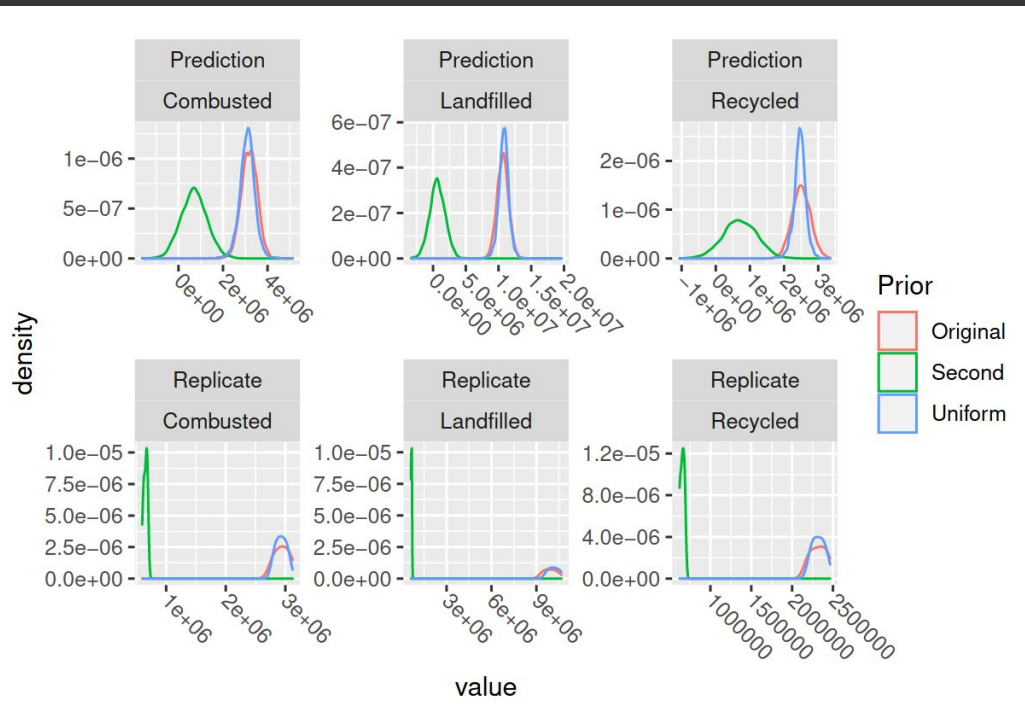 Prediction Prediction Prediction
Combusted Landfilled Recycled
1e−06
5e−07
0e+00
6e−07
4e−07
2e−07
0e+00
2e−06
1e−06
0e+00
0e+00 2e+06 4e+06
0.0e+00 5.0e+06 1.0e+07 1.5e+07 2.0e+07
−1e+06 0e+00 1e+06 2e+06 3e+06
density
Prior
Original
Second
Uniform
Replicate Replicate Replicate
Combusted Landfilled Recycled
1.0e−05
7.5e−06
5.0e−06
2.5e−06
0.0e+00
1.0e−05
7.5e−06
5.0e−06
2.5e−06
0.0e+00
1.2e−05
8.0e−06
4.0e−06
0.0e+00
1e+06 2e+06 3e+06
3e+06 6e+06 9e+06
1000000 1500000 2000000 2500000
value